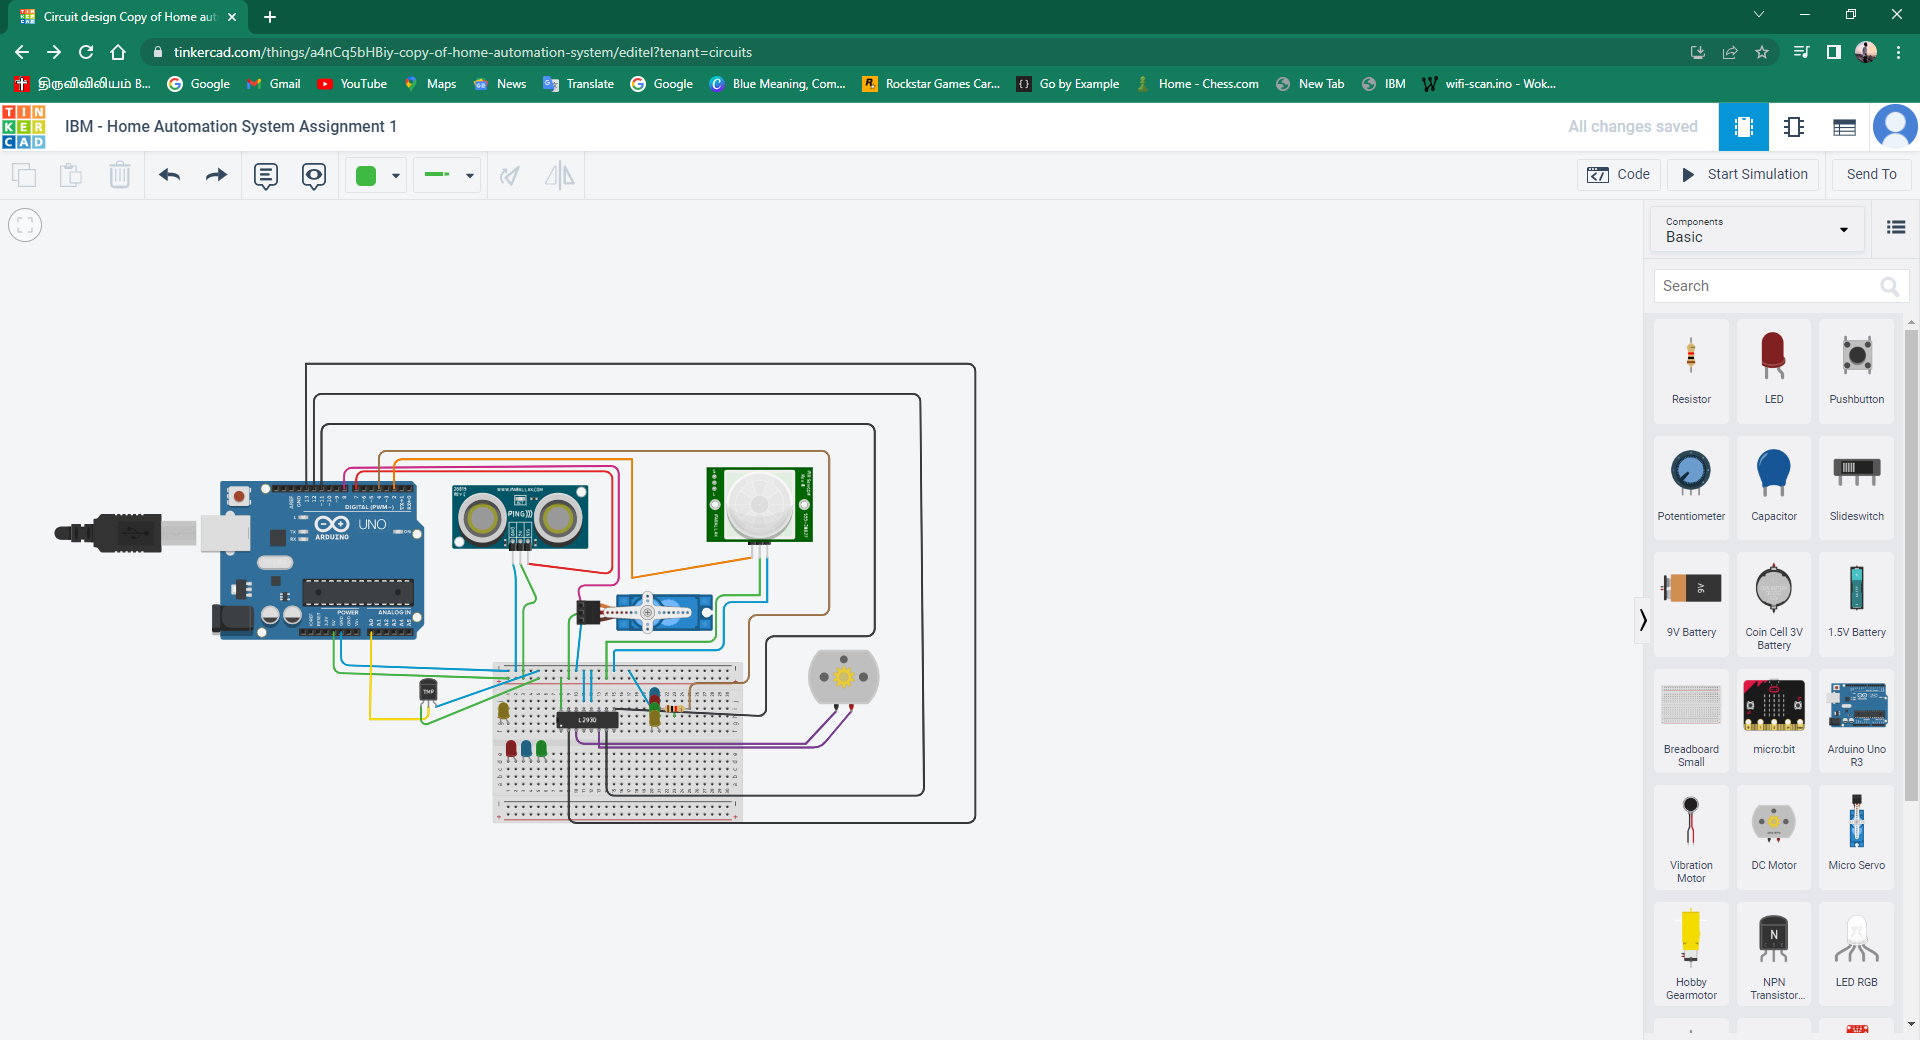 Circuit design Copy of Home aut
tinkercad.com/things/a4nCq5bHBiy-copy-of-home-automation-system/editel?tenant=circuits
திருவிவிலியம் B...
Google
Gmail
YouTube
Maps
News
Translate
Google
Blue Meaning, Com...
Rockstar Games Car...
Go by Example
Home - Chess.com
New Tab
IBM
wifi-scan.ino - Wok...
TIN
KER
CAD
IBM - Home Automation System Assignment 1
All changes saved
Code
Start Simulation
Send To
Components
Basic
Search
Resistor
LED
Pushbutton
Potentiometer
Capacitor
Slideswitch
9V
9V Battery
Coin Cell 3V
Battery
1.5V Battery
Breadboard
Small
micro:bit
Arduino Uno
R3
Vibration
Motor
DC Motor
Micro Servo
Hobby
Gearmotor
N
NPN
Transistor...
LED RGB
DIGITAL (PWM~)
UNO
ARDUINO
POWER
ANALOG IN
WWW.PARALLAX.COM
PING)))
TMP
L293D